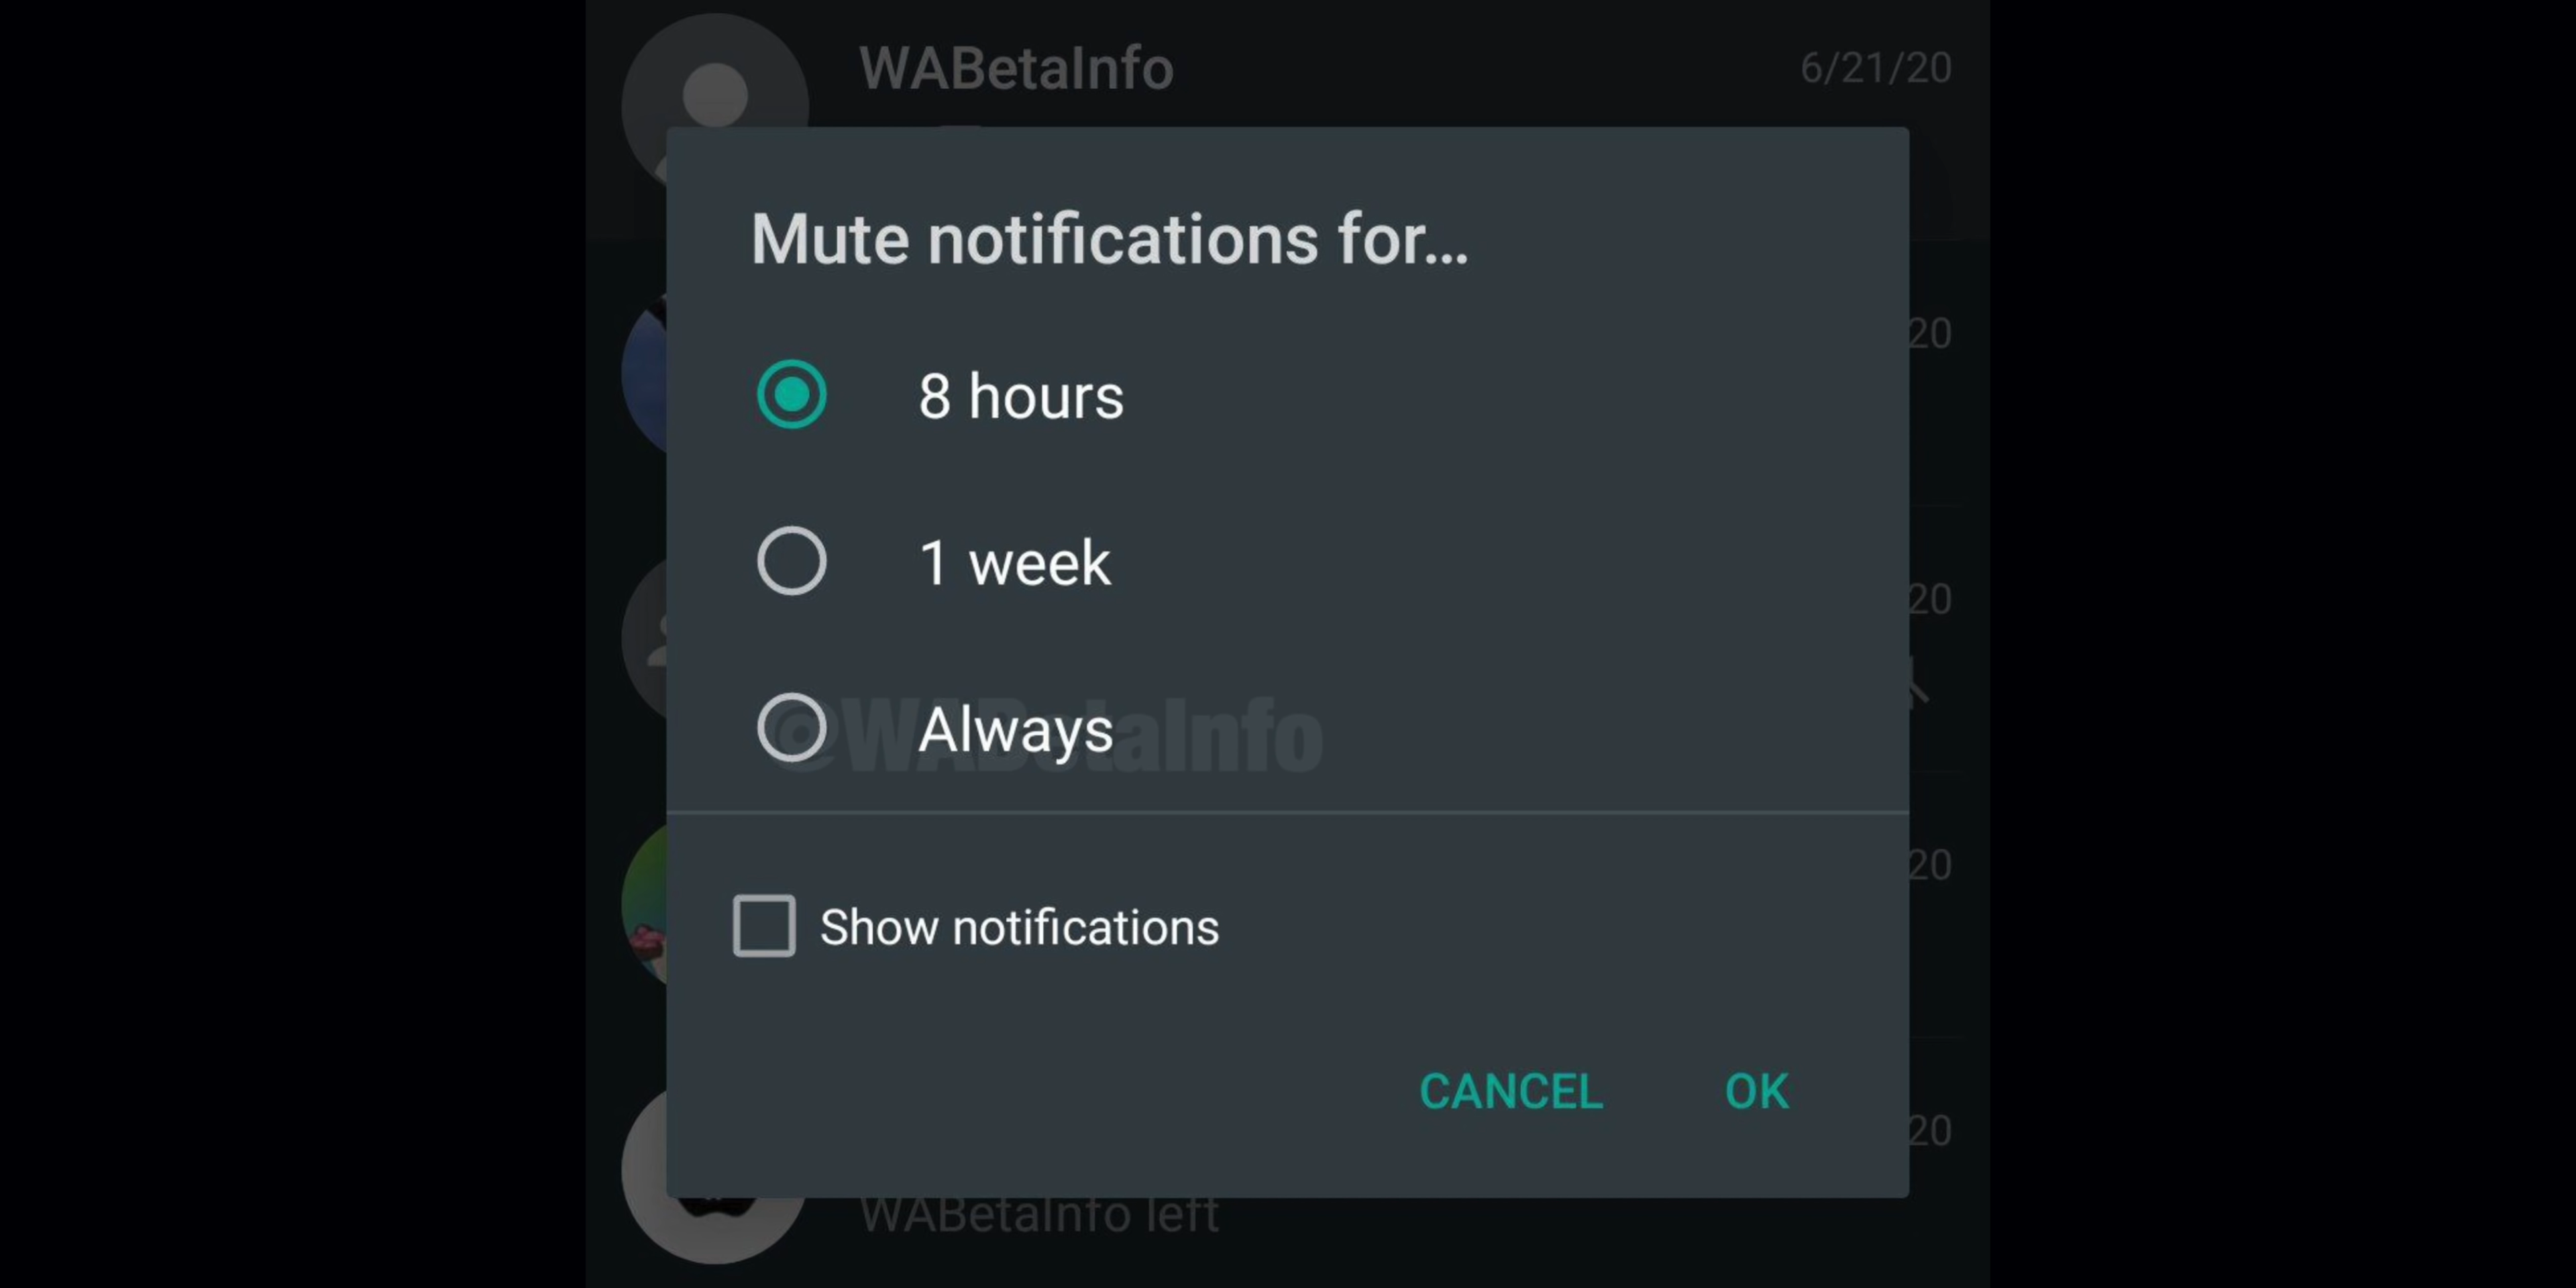 WABetaInfo
6/21/20
Mute notifications for...
20
8 hours
1 week
20
Always
@WABetaInfo
20
Show notifications
CANCEL
OK
20
WABetaInfo left